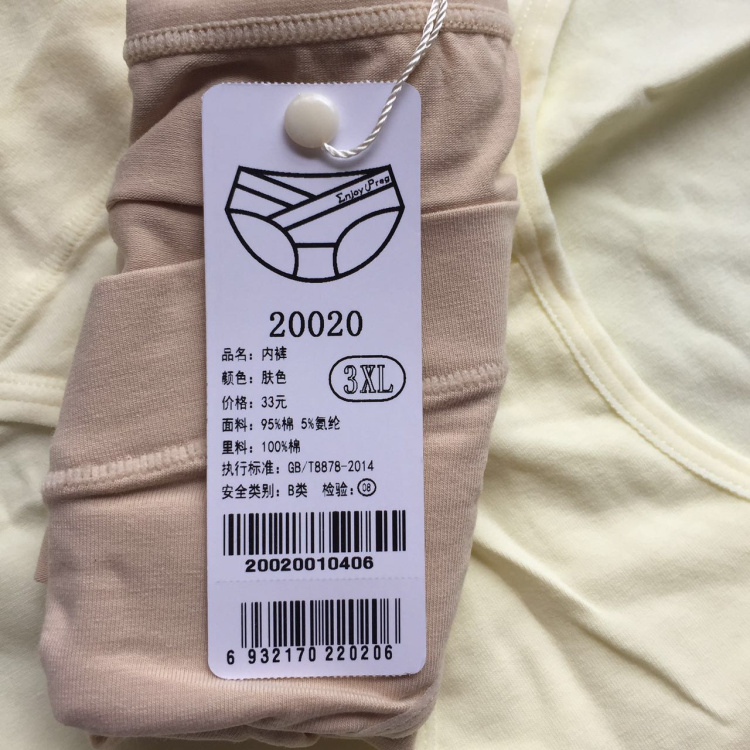 Enjoy Preg
20020
品名: 内裤
颜色: 肤色
3XL
价格: 33元
面料: 95%棉 5%氨纶
里料: 100%棉
执行标准: GB/T8878-2014
安全类别: B类 检验: 08
20020010406
6 932170 220206